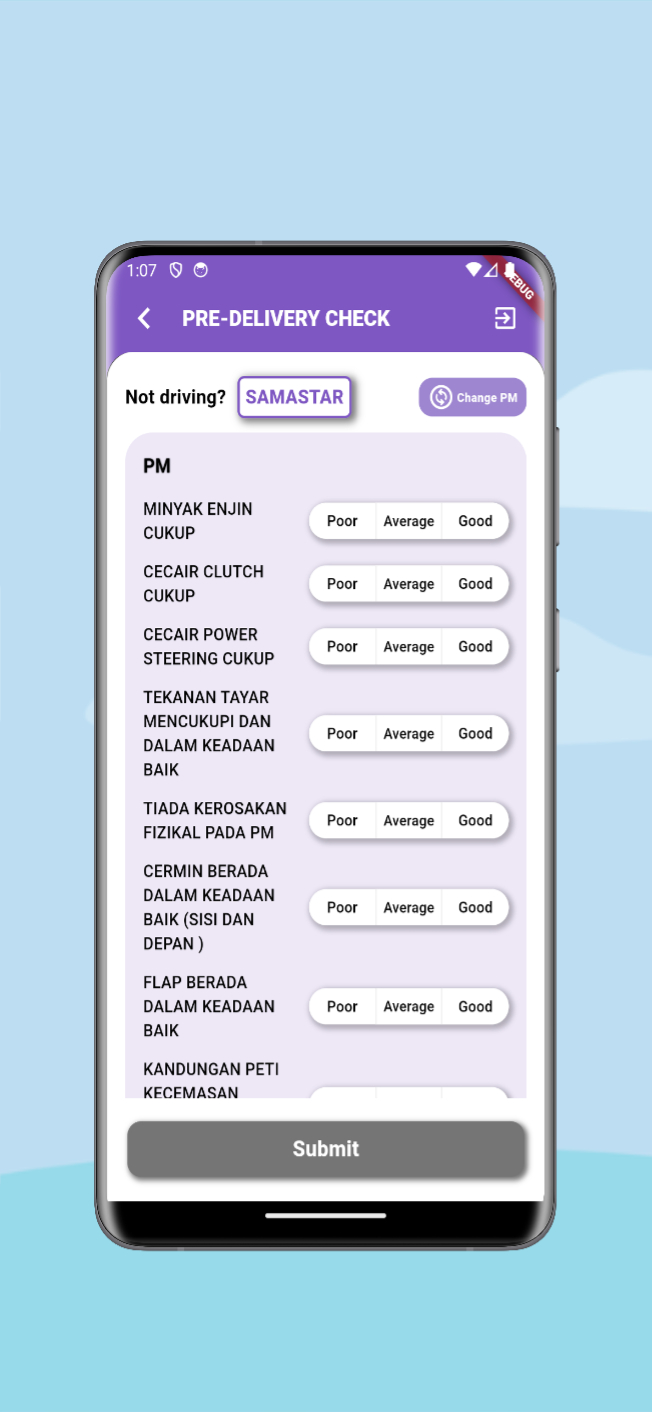 1:07
DEBUG
PRE-DELIVERY CHECK
Not driving? SAMASTAR Change PM
PM
MINYAK ENJIN
CUKUP
Poor Average Good
CECAIR CLUTCH
CUKUP
Poor Average Good
CECAIR POWER
STEERING CUKUP
Poor Average Good
TEKANAN TAYAR
MENCUKUPI DAN
DALAM KEADAAN
BAIK
Poor Average Good
TIADA KEROSAKAN
FIZIKAL PADA PM
Poor Average Good
CERMIN BERADA
DALAM KEADAAN
BAIK (SISI DAN
DEPAN )
Poor Average Good
FLAP BERADA
DALAM KEADAAN
BAIK
Poor Average Good
KANDUNGAN PETI
KECEMASAN
Submit